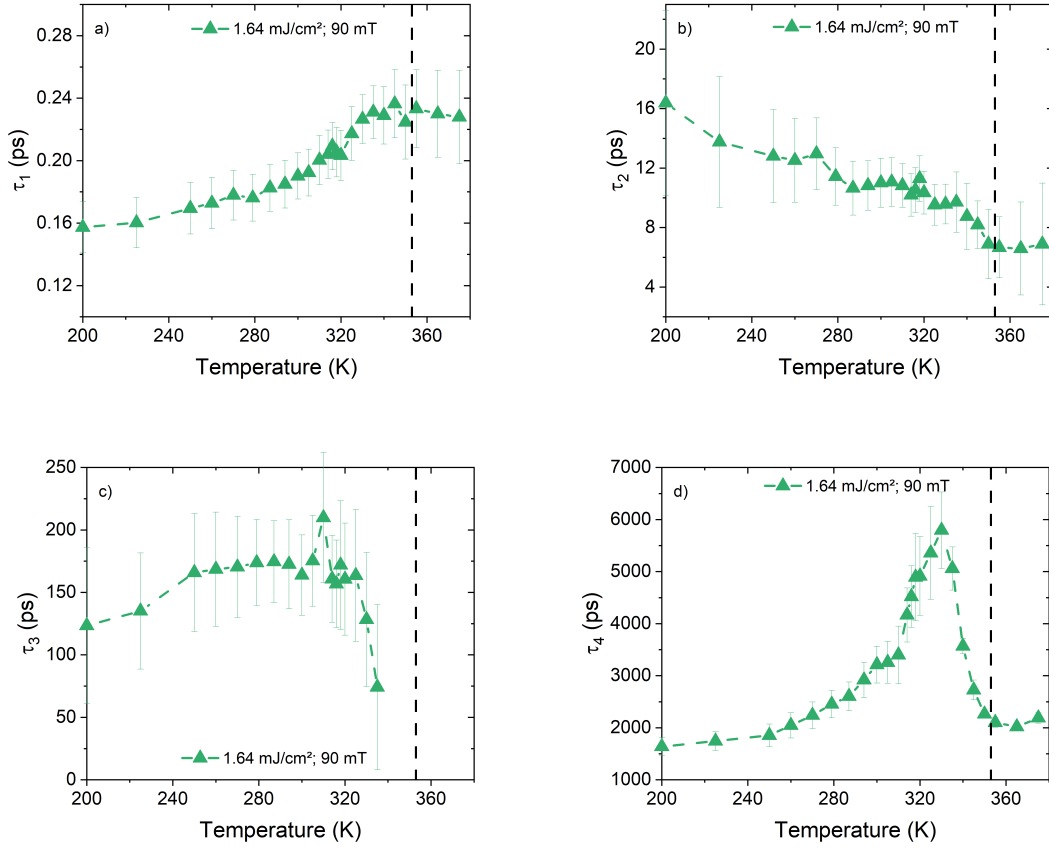 a)
1.64 mJ/cm²; 90 mT
0.28
0.24
0.20
0.16
0.12
τ1 (ps)
200
240
280
320
360
Temperature (K)
b)
1.64 mJ/cm²; 90 mT
20
16
12
8
4
τ2 (ps)
200
240
280
320
360
Temperature (K)
c)
250
200
150
100
50
0
τ3 (ps)
1.64 mJ/cm²; 90 mT
200
240
280
320
360
Temperature (K)
d)
1.64 mJ/cm²; 90 mT
7000
6000
5000
4000
3000
2000
1000
τ4 (ps)
200
240
280
320
360
Temperature (K)